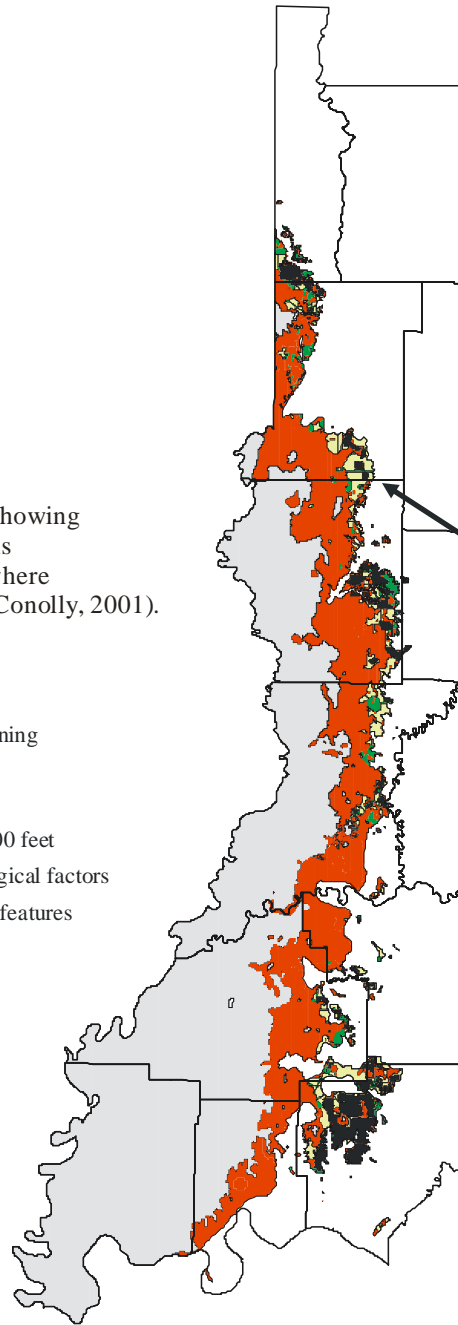 howing
s
here
Conolly, 2001).
ning
00 feet
gical factors
features